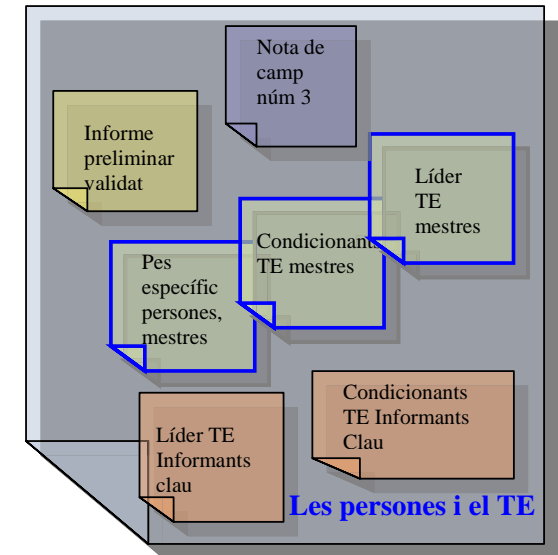 Nota de
camp
núm 3
Informe
preliminar
validat
Líder
TE
mestres
Condicionants
TE mestres
Pes
específic
persones,
mestres
Condicionants
TE Informants
Clau
Líder TE
Informants
clau
Les persones i el TE